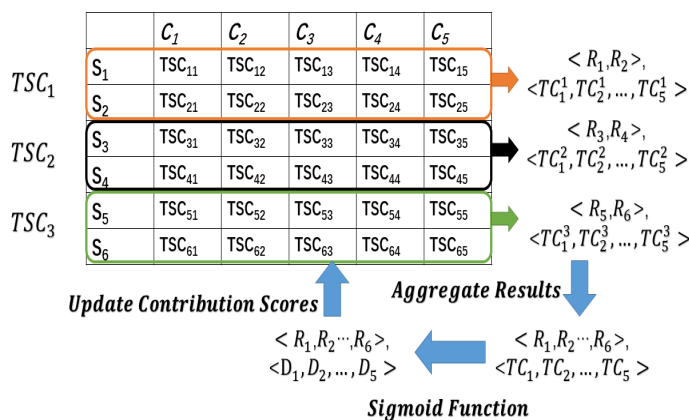 C₁ C₂ C₃ C₄ C₅
S₁ TSC₁₁ TSC₁₂ TSC₁₃ TSC₁₄ TSC₁₅
S₂ TSC₂₁ TSC₂₂ TSC₂₃ TSC₂₄ TSC₂₅
S₃ TSC₃₁ TSC₃₂ TSC₃₃ TSC₃₄ TSC₃₅
S₄ TSC₄₁ TSC₄₂ TSC₄₃ TSC₄₄ TSC₄₅
S₅ TSC₅₁ TSC₅₂ TSC₅₃ TSC₅₄ TSC₅₅
S₆ TSC₆₁ TSC₆₂ TSC₆₃ TSC₆₄ TSC₆₅
TSC₁
TSC₂
TSC₃
< R₁,R₂ >,
<TC₁¹,TC₂¹,...,TC₅¹ >
< R₃,R₄ >,
<TC₁²,TC₂²,...,TC₅² >
< R₅,R₆ >,
<TC₁³,TC₂³,...,TC₅³ >
Update Contribution Scores
Aggregate Results
< R₁,R₂ ⋯,R₆ >,
<D₁,D₂,...,D₅ >
< R₁,R₂ ⋯,R₆ >,
<TC₁,TC₂,...,TC₅ >
Sigmoid Function